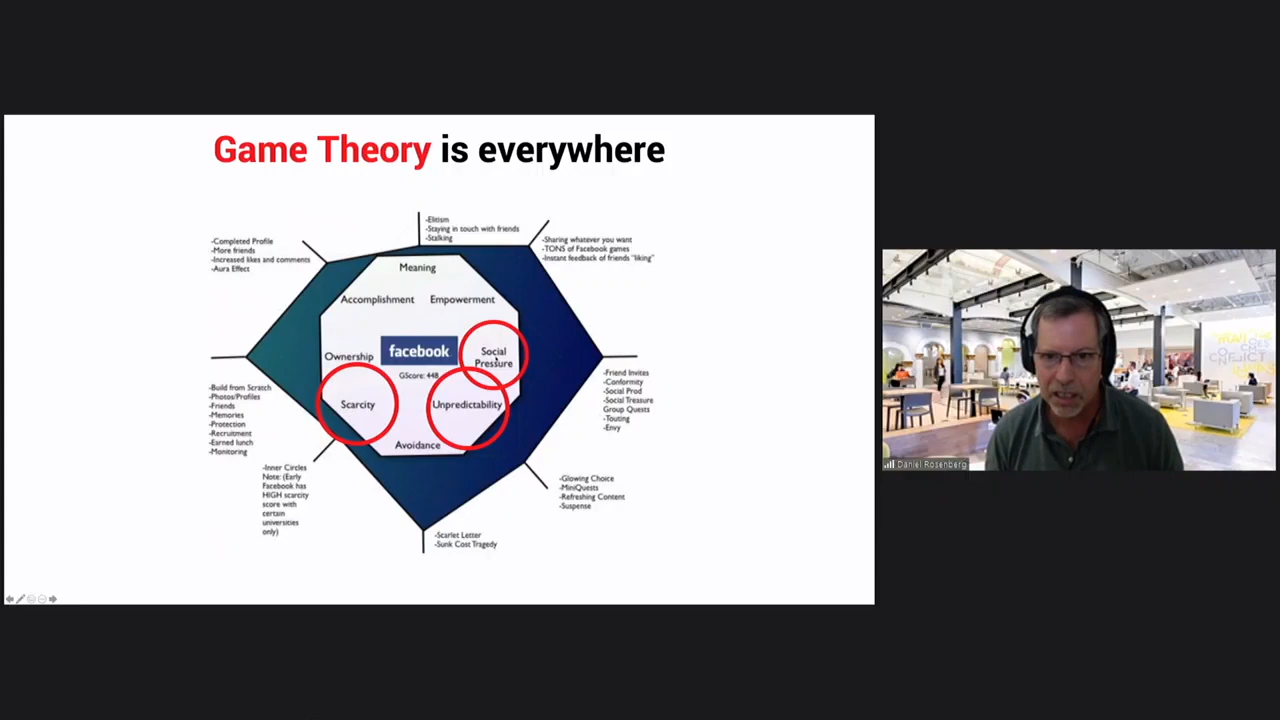 Game Theory is everywhere
-Elitism
-Staying in touch with friends
-Stalking
-Completed Profile
-More friends
-Increased likes and comments
-Aura Effect
-Sharing whatever you want
-TONS of Facebook games
-Instant feedback of friends "liking"
Meaning
Accomplishment
Empowerment
Ownership
facebook
Social
Pressure
GScore: 448
Scarcity
Unpredictability
Avoidance
-Build from Scratch
-Photos/Profiles
-Friends
-Memories
-Protection
-Recruitment
-Earned lunch
-Monitoring
-Friend Invites
-Conformity
-Social Prod
-Social Treasure
Group Quests
-Touting
-Envy
-Inner Circles
Note: (Early
Facebook has
HIGH scarcity
score with
certain
universities
only)
-Glowing Choice
-MiniQuests
-Refreshing Content
-Suspense
-Scarlet Letter
-Sunk Cost Tragedy
Daniel Rosenberg